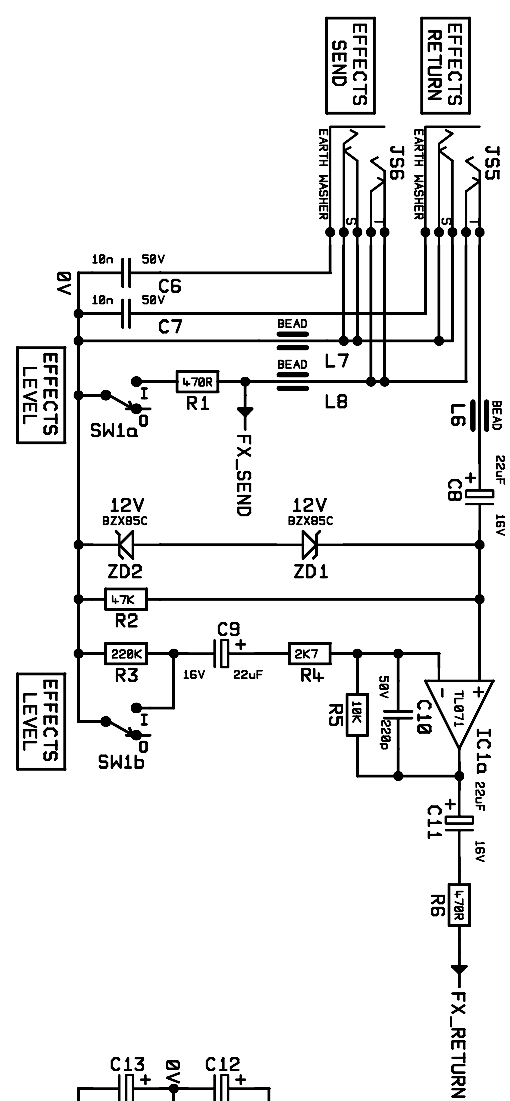 EFFECTS
SEND
EFFECTS
RETURN
EARTH WASHER
S
T
JS6
EARTH WASHER
S
T
JS5
0V
10n
50V
C6
10n
50V
C7
BEAD
L7
BEAD
L8
BEAD
L6
EFFECTS
LEVEL
I
O
SW1a
470R
R1
FX_SEND
22uF
+
C8
16V
12V
BZX85C
ZD2
12V
BZX85C
ZD1
47K
R2
C9
+
16V
22uF
220K
R3
2K7
R4
EFFECTS
LEVEL
I
O
SW1b
10K
R5
50V
C10
220p
-
+
TL071
IC1a
22uF
+
C11
16V
470R
R6
FX_RETURN
C13
+
0V
C12
+